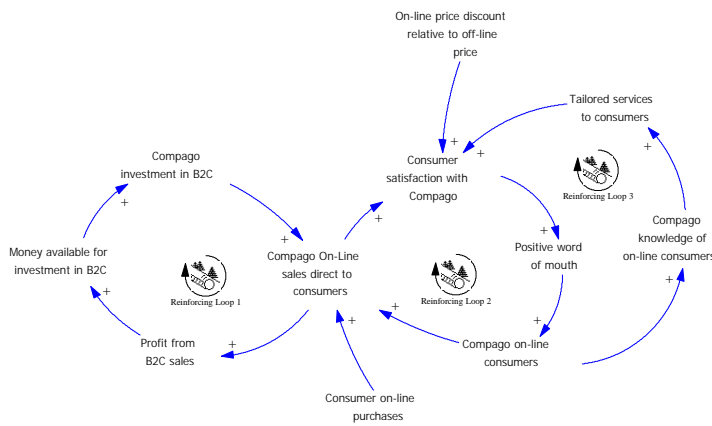 On-line price discount
relative to off-line
price
+
Tailored services
to consumers
+
+
+
Compago
investment in B2C
+
Consumer
satisfaction with
Compago
Reinforcing Loop 3
+
+
+
Compago
knowledge of
on-line consumers
+
Money available for
investment in B2C
+
Reinforcing Loop 1
Compago On-Line
sales direct to
consumers
Reinforcing Loop 2
Positive word
of mouth
+
+
+
+
Profit from
B2C sales
+
Compago on-line
consumers
Consumer on-line
purchases